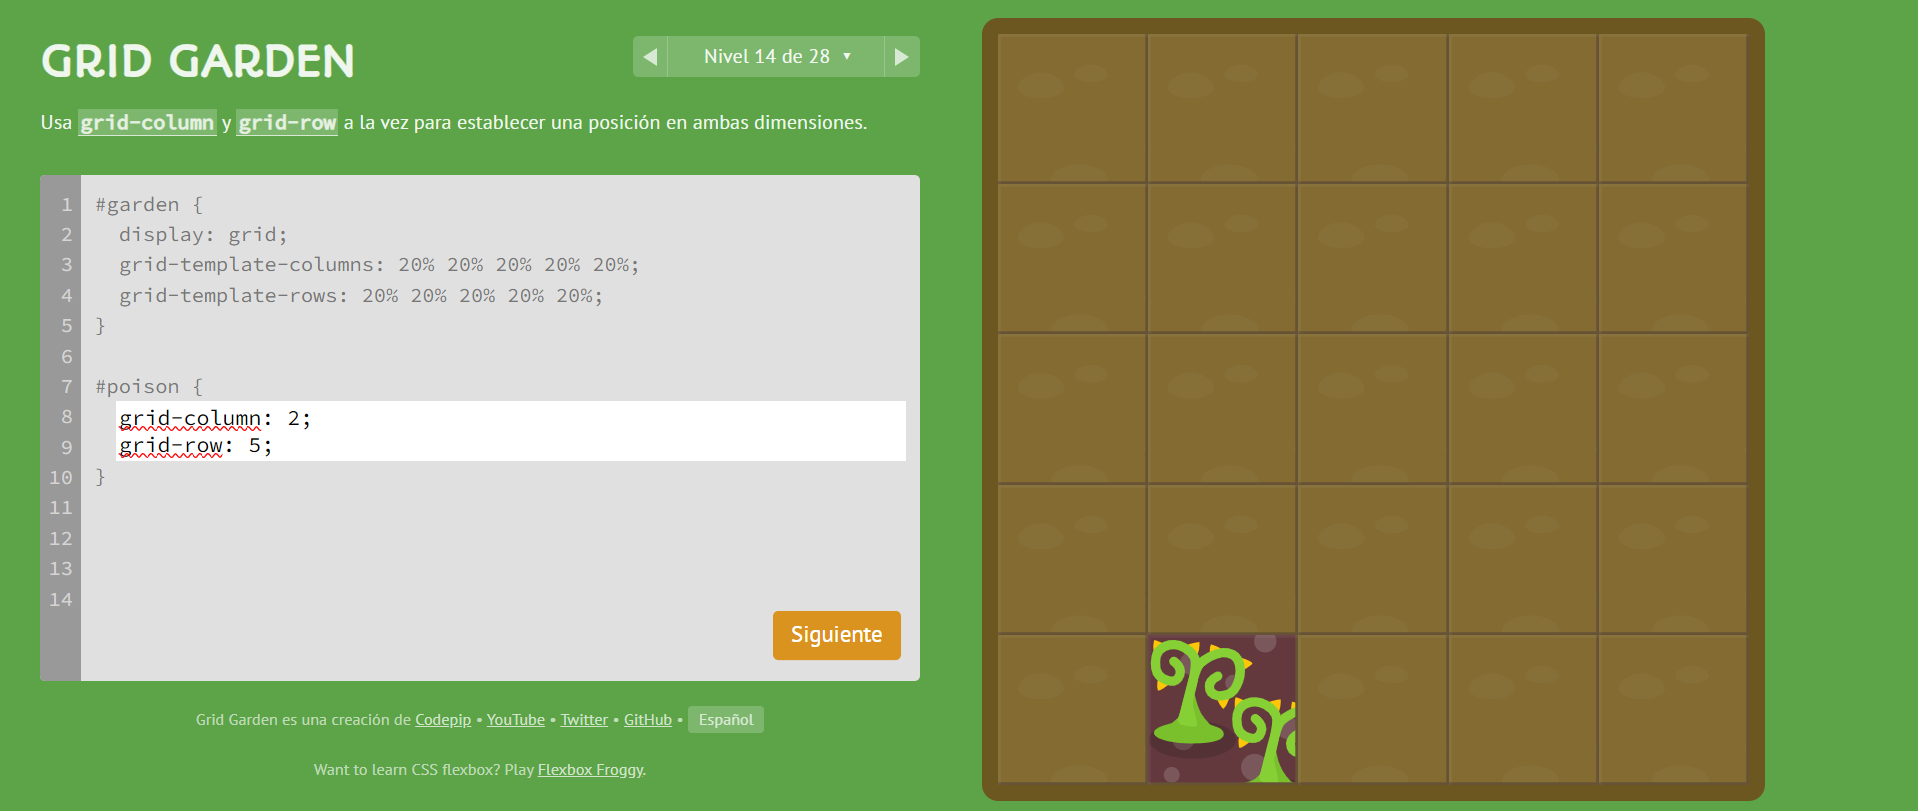 GRID GARDEN
Nivel 14 de 28 ▼
Usa grid-column y grid-row a la vez para establecer una posición en ambas dimensiones.
1 #garden {
2 display: grid;
3 grid-template-columns: 20% 20% 20% 20% 20%;
4 grid-template-rows: 20% 20% 20% 20% 20%;
5 }
6
7 #poison {
8 grid-column: 2;
9 grid-row: 5;
10 }
11
12
13
14
Siguiente
Grid Garden es una creación de Codepip • YouTube • Twitter • GitHub • Español
Want to learn CSS flexbox? Play Flexbox Froggy.